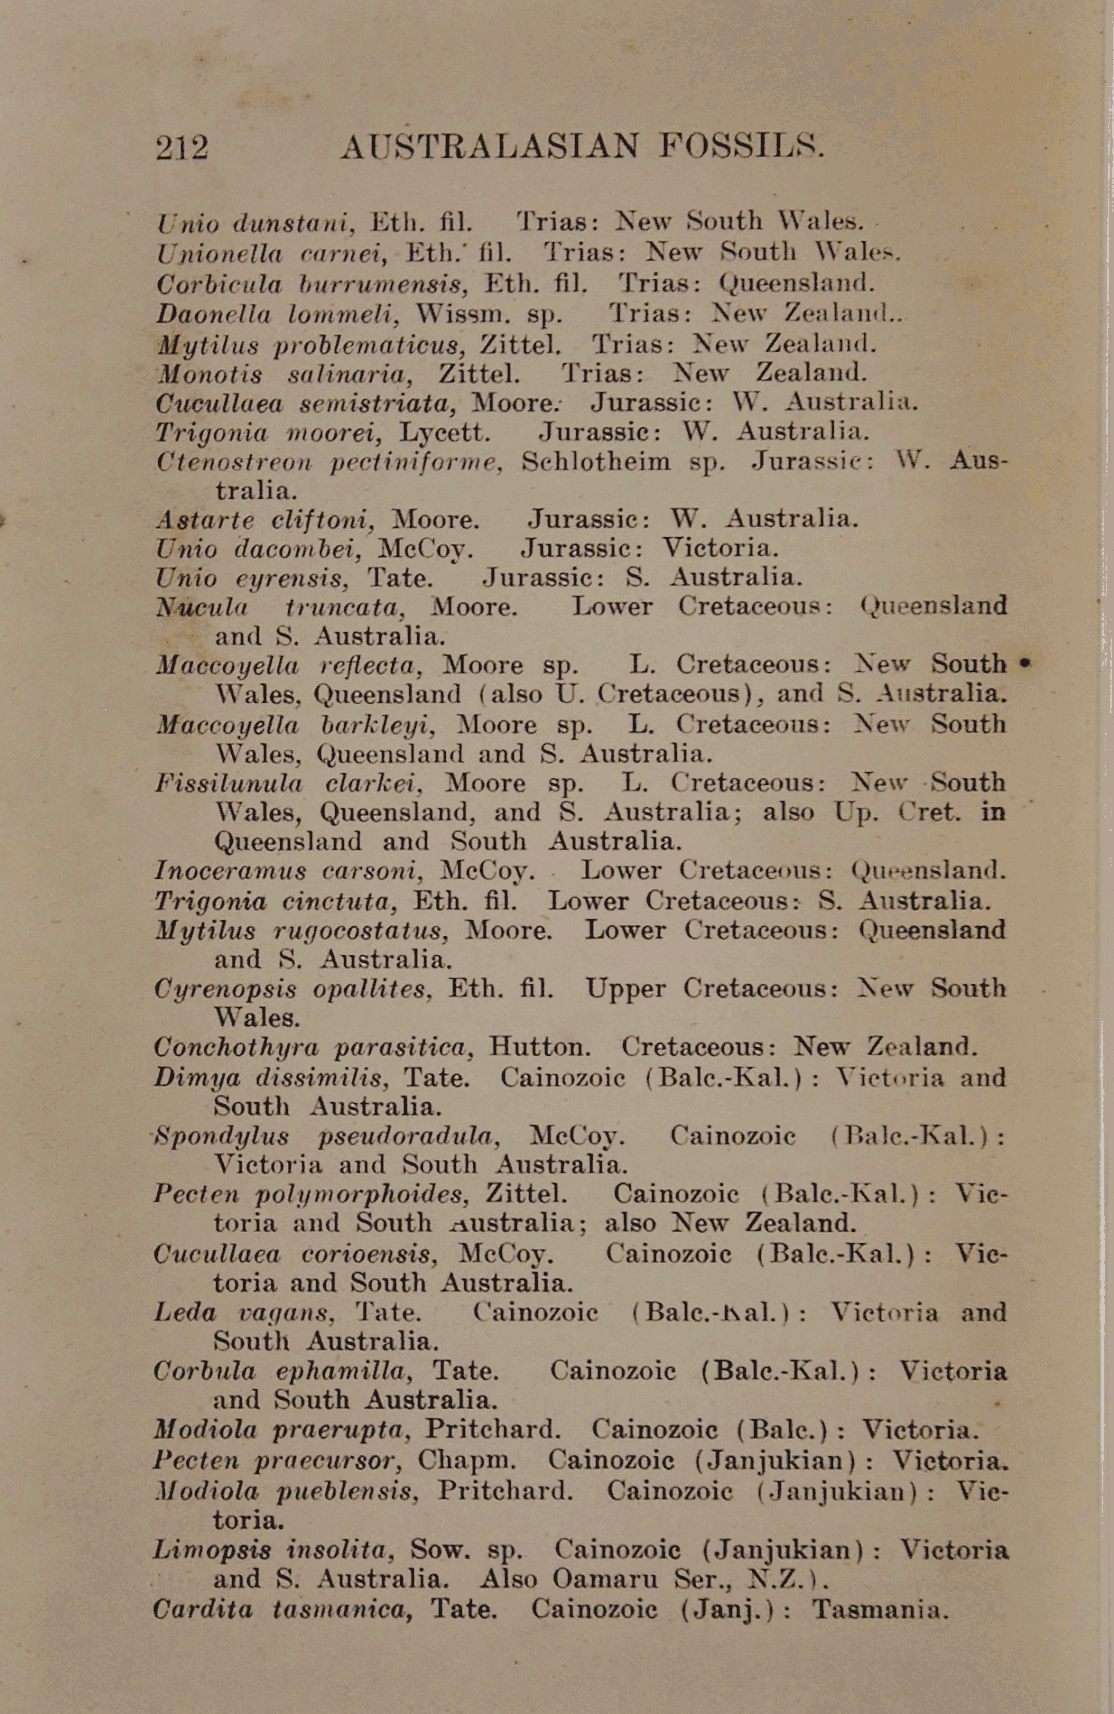 212 AUSTRALASIAN FOSSILS.
Unio dunstani, Eth. fil. Trias: New South Wales.
Unionella carnei, Eth. fil. Trias: New South Wales.
Corbicula burrumensis, Eth. fil. Trias: Queensland.
Daonella lommeli, Wissm. sp. Trias: New Zealand..
Mytilus problematicus, Zittel. Trias: New Zealand.
Monotis salinaria, Zittel. Trias: New Zealand.
Cucullaea semistriata, Moore: Jurassic: W. Australia.
Trigonia moorei, Lycett. Jurassic: W. Australia.
Ctenostreon pectiniforme, Schlotheim sp. Jurassic: W. Aus-
tralia.
Astarte cliftoni, Moore. Jurassic: W. Australia.
Unio dacombei, McCoy. Jurassic: Victoria.
Unio eyrensis, Tate. Jurassic: S. Australia.
Nucula truncata, Moore. Lower Cretaceous: Queensland
and S. Australia.
Maccoyella reflecta, Moore sp. L. Cretaceous: New South
Wales, Queensland (also U. Cretaceous), and S. Australia.
Maccoyella barkleyi, Moore sp. L. Cretaceous: New South
Wales, Queensland and S. Australia.
Fissilunula clarkei, Moore sp. L. Cretaceous: New South
Wales, Queensland, and S. Australia; also Up. Cret. in
Queensland and South Australia.
Inoceramus carsoni, McCoy. Lower Cretaceous: Queensland.
Trigonia cinctuta, Eth. fil. Lower Cretaceous: S. Australia.
Mytilus rugocostatus, Moore. Lower Cretaceous: Queensland
and S. Australia.
Cyrenopsis opallites, Eth. fil. Upper Cretaceous: New South
Wales.
Conchothyra parasitica, Hutton. Cretaceous: New Zealand.
Dimya dissimilis, Tate. Cainozoic (Balc.-Kal.): Victoria and
South Australia.
Spondylus pseudoradula, McCoy. Cainozoic (Balc.-Kal.):
Victoria and South Australia.
Pecten polymorphoides, Zittel. Cainozoic (Balc.-Kal.): Vic-
toria and South Australia; also New Zealand.
Cucullaea corioensis, McCoy. Cainozoic (Balc.-Kal.): Vic-
toria and South Australia.
Leda vagans, Tate. Cainozoic (Balc.-Kal.): Victoria and
South Australia.
Corbula ephamilla, Tate. Cainozoic (Balc.-Kal.): Victoria
and South Australia.
Modiola praerupta, Pritchard. Cainozoic (Balc.): Victoria.
Pecten praecursor, Chapm. Cainozoic (Janjukian): Victoria.
Modiola pueblensis, Pritchard. Cainozoic (Janjukian): Vic-
toria.
Limopsis insolita, Sow. sp. Cainozoic (Janjukian): Victoria
and S. Australia. Also Oamaru Ser., N.Z.).
Cardita tasmanica, Tate. Cainozoic (Janj.): Tasmania.